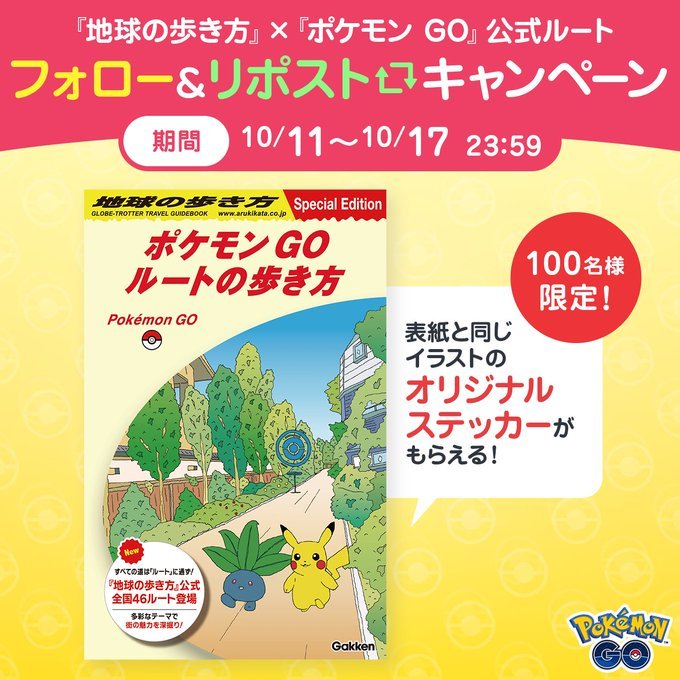 『地球の歩き方』×『ポケモン GO』公式ルート
フォロー&リポストキャンペーン
期間 10/11～10/17 23:59
地球の歩き方 Special Edition
GLOBE-TROTTER TRAVEL GUIDEBOOK www.arukikata.co.jp
ポケモン GO
ルートの歩き方
Pokémon GO
100名様
限定!
表紙と同じ
イラストの
オリジナル
ステッカーが
もらえる!
New
すべての道は「ルート」に通ず!
『地球の歩き方』公式
全国46ルート登場
多彩なテーマで
街の魅力を深掘り!
Gakken
POKÉMON
GO